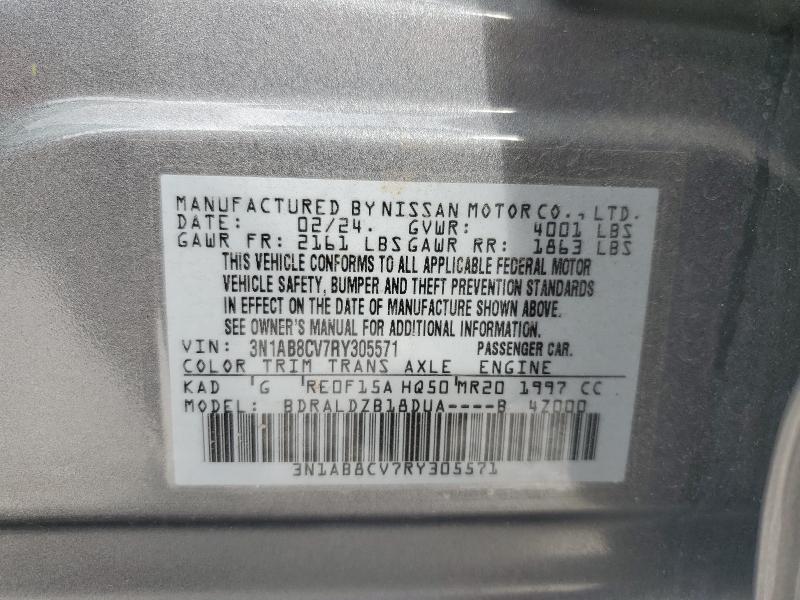 MANUFACTURED BY NISSAN MOTOR CO., LTD.
DATE: 02/24. GVWR: 4001 LBS
GAWR FR: 2161 LBS GAWR RR: 1863 LBS
THIS VEHICLE CONFORMS TO ALL APPLICABLE FEDERAL MOTOR
VEHICLE SAFETY, BUMPER AND THEFT PREVENTION STANDARDS
IN EFFECT ON THE DATE OF MANUFACTURE SHOWN ABOVE.
SEE OWNER'S MANUAL FOR ADDITIONAL INFORMATION.
VIN: 3N1AB8CV7RY305571 PASSENGER CAR.
COLOR TRIM TRANS AXLE ENGINE
KAD 'G 'RE0F15A HQ50'MR20 1997 CC
MODEL: BDRALDZB18DUA----B 4Z000
3N1AB8CV7RY305571